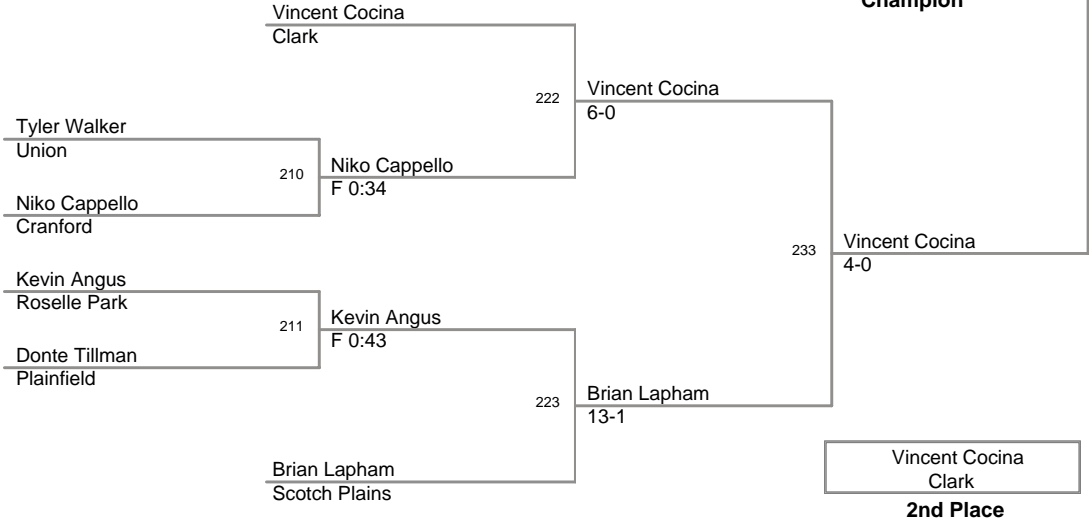 Champion
Vincent Cocina
Clark
222
Vincent Cocina
6-0
Tyler Walker
Union
210
Niko Cappello
F 0:34
Niko Cappello
Cranford
233
Vincent Cocina
4-0
Kevin Angus
Roselle Park
211
Kevin Angus
F 0:43
Donte Tillman
Plainfield
223
Brian Lapham
13-1
Brian Lapham
Scotch Plains
Vincent Cocina
Clark
2nd Place